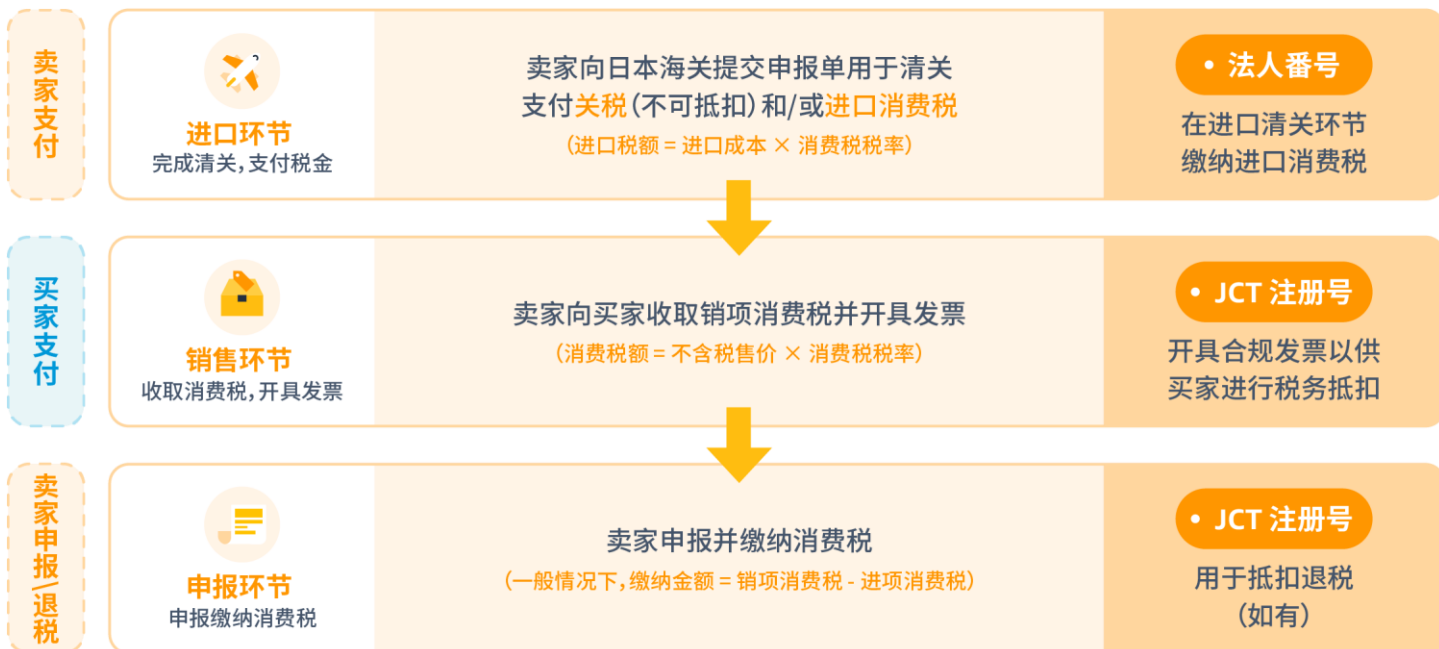 卖家支付
进口环节
完成清关，支付税金
卖家向日本海关提交申报单用于清关
支付关税（不可抵扣）和/或进口消费税
（进口税额 = 进口成本 × 消费税税率）
• 法人番号
在进口清关环节
缴纳进口消费税
买家支付
销售环节
收取消费税，开具发票
卖家向买家收取销项消费税并开具发票
（消费税额 = 不含税售价 × 消费税税率）
• JCT 注册号
开具合规发票以供
买家进行税务抵扣
卖家申报\退税
申报环节
申报缴纳消费税
卖家申报并缴纳消费税
（一般情况下，缴纳金额 = 销项消费税 - 进项消费税）
• JCT 注册号
用于抵扣退税
（如有）